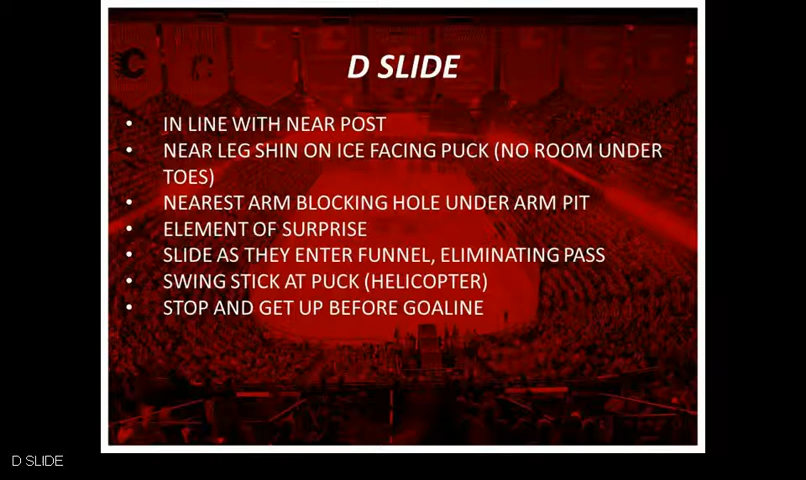 D SLIDE
• IN LINE WITH NEAR POST
• NEAR LEG SHIN ON ICE FACING PUCK (NO ROOM UNDER
TOES)
• NEAREST ARM BLOCKING HOLE UNDER ARM PIT
• ELEMENT OF SURPRISE
• SLIDE AS THEY ENTER FUNNEL, ELIMINATING PASS
• SWING STICK AT PUCK (HELICOPTER)
• STOP AND GET UP BEFORE GOALINE
D SLIDE